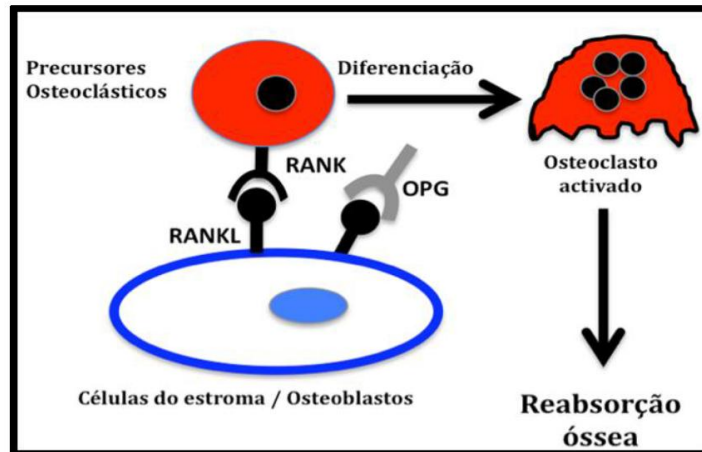 Precursores
Osteoclásticos
Diferenciação
RANK
OPG
RANKL
Osteoclasto
activado
Células do estroma / Osteoblastos
Reabsorção
óssea